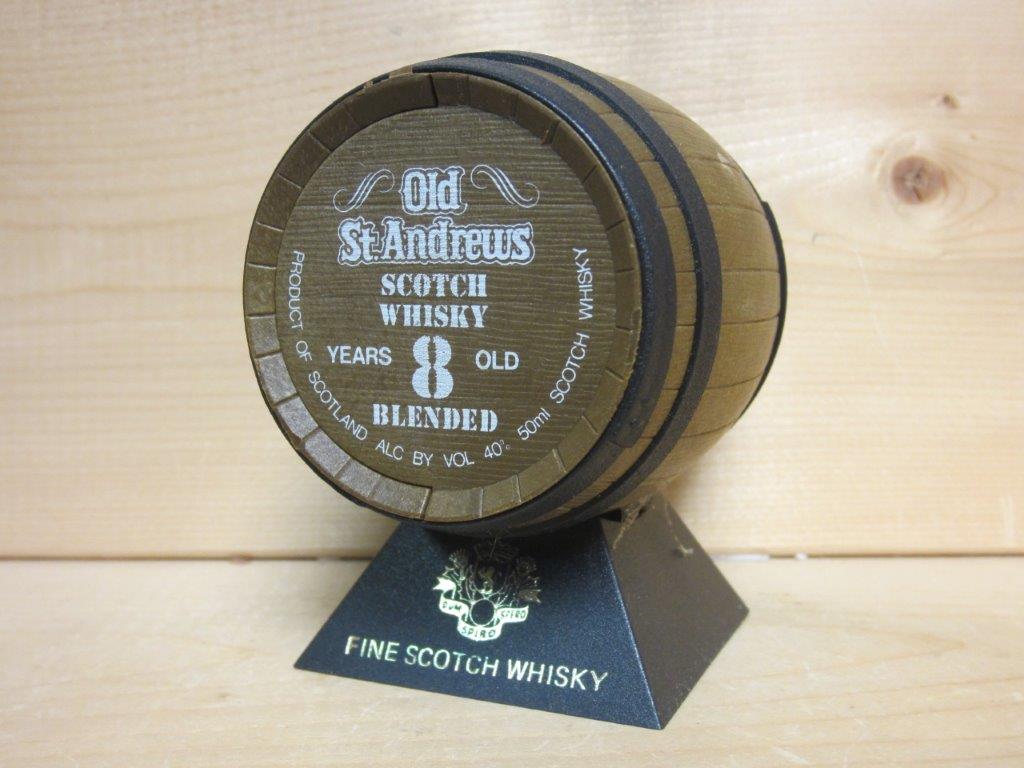 Old
St. Andrews
SCOTCH
WHISKY
YEARS 8 OLD
BLENDED
PRODUCT OF SCOTLAND ALC BY VOL 40% 50ml SCOTCH WHISKY
DUM SPIRO SPERO
FINE SCOTCH WHISKY